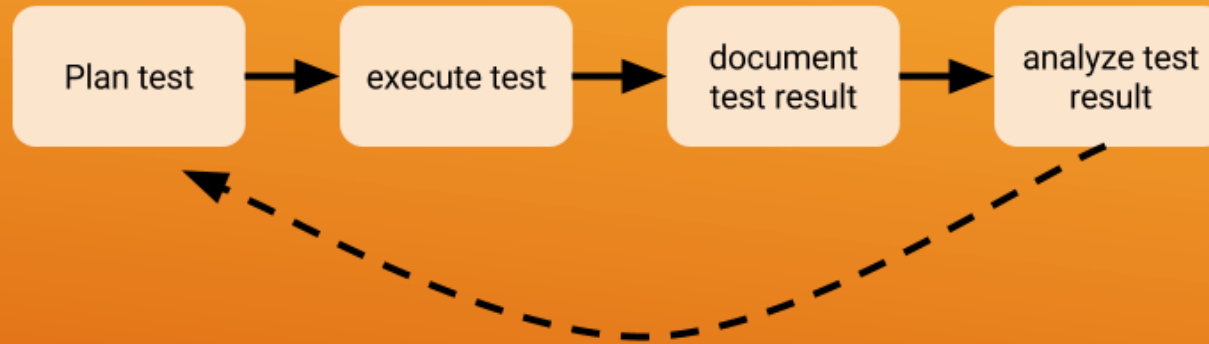 Plan test
execute test
document
test result
analyze test
result